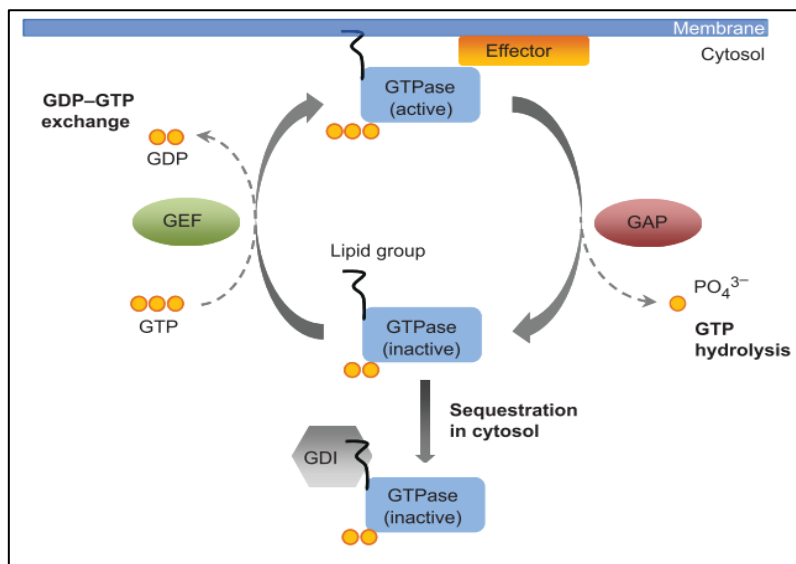 Membrane
Effector
Cytosol
GTPase
(active)
GDP–GTP
exchange
GDP
GEF
GAP
Lipid group
PO₄³⁻
GTP
GTPase
(inactive)
GTP
hydrolysis
Sequestration
in cytosol
GDI
GTPase
(inactive)